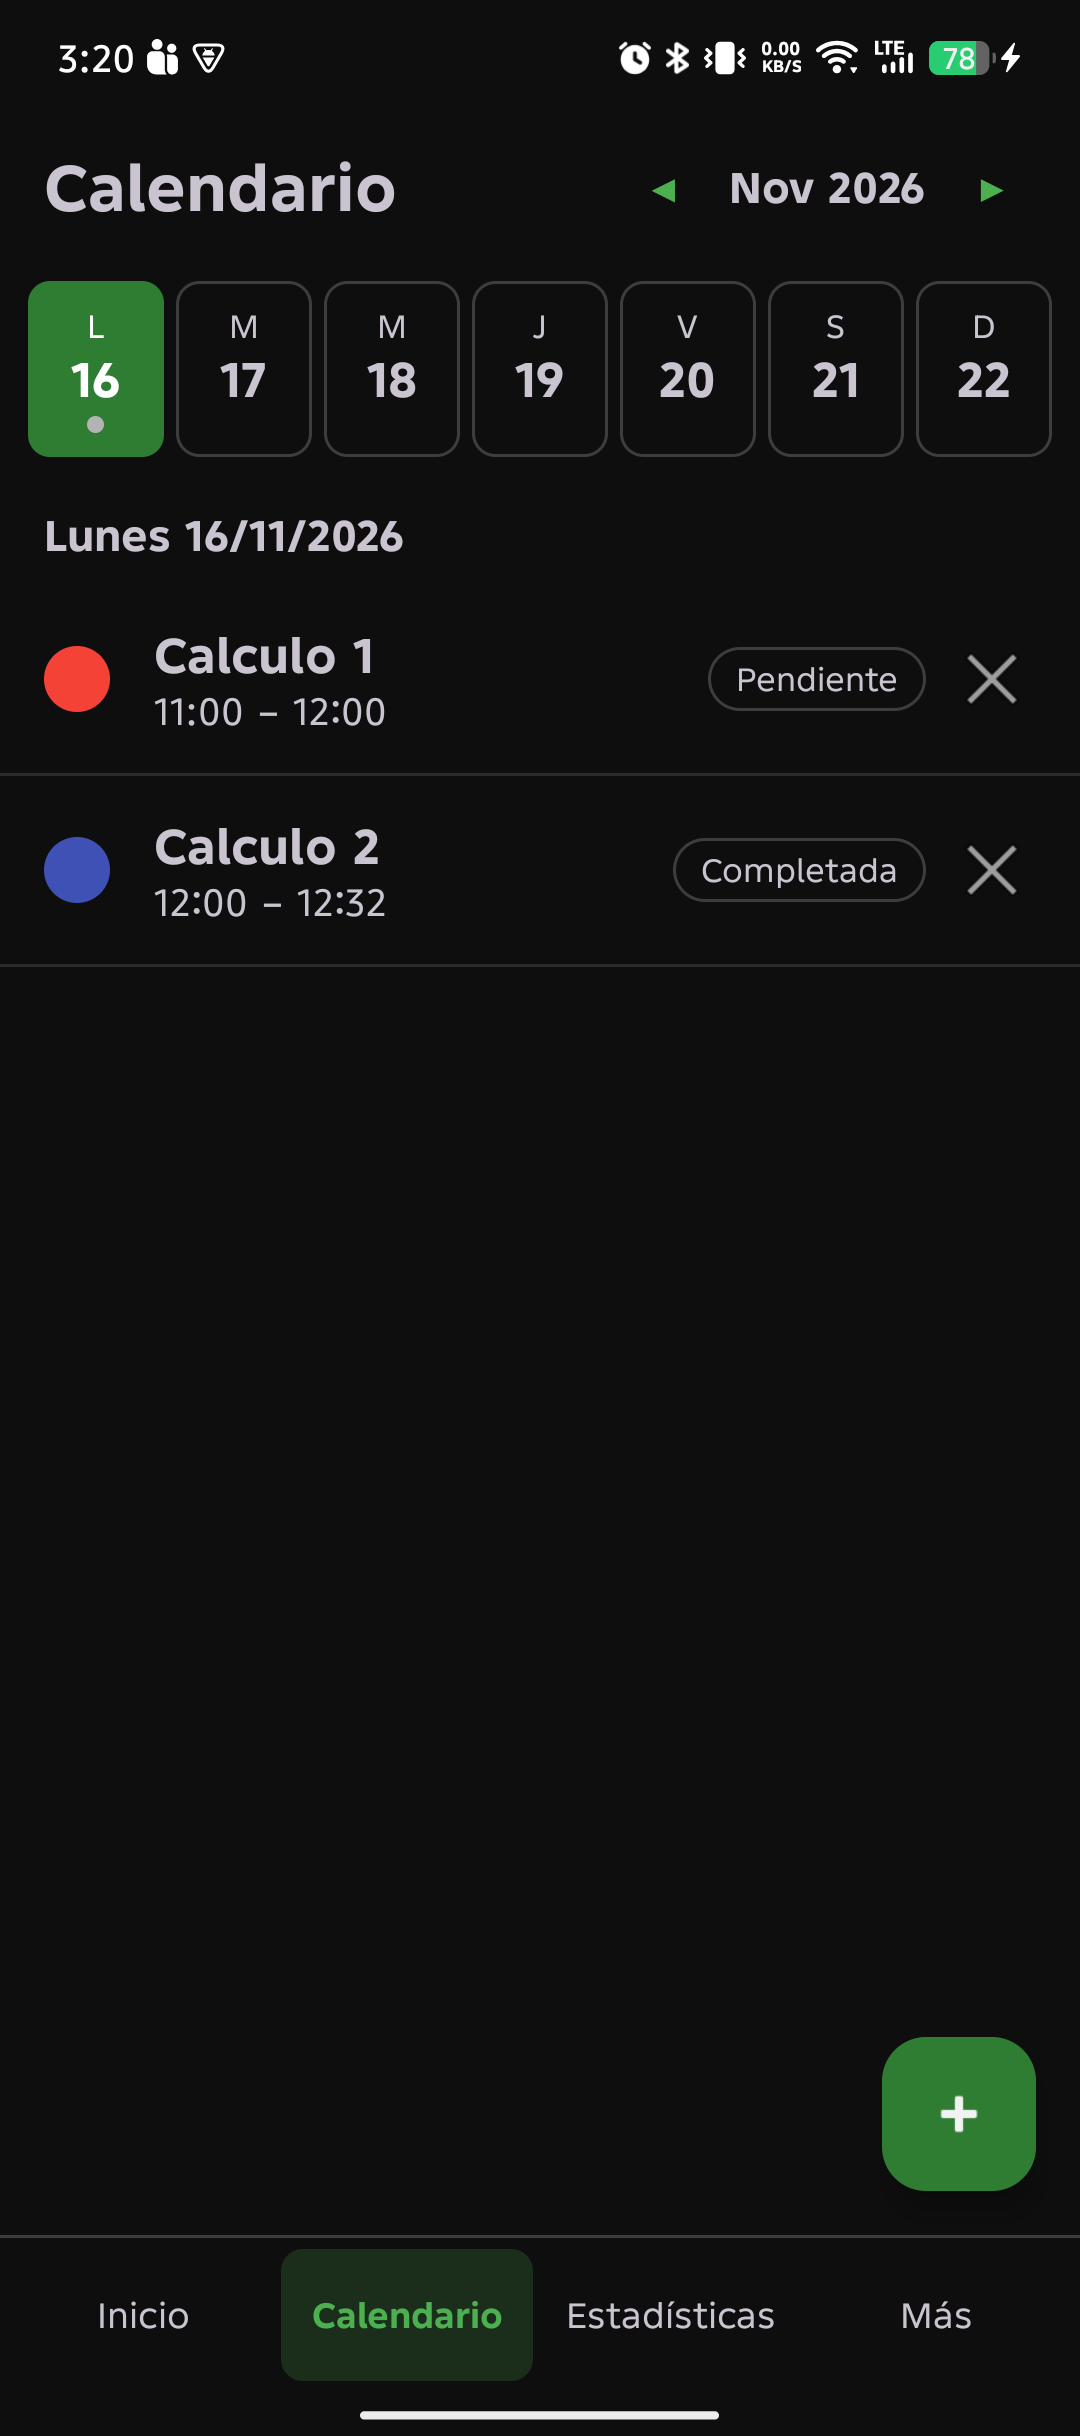 3:20
0.00
KB/S
LTE
78
Calendario
◀ Nov 2026 ▶
L M M J V S D
16 17 18 19 20 21 22
Lunes 16/11/2026
Calculo 1
11:00 – 12:00
Pendiente
Calculo 2
12:00 – 12:32
Completada
+
Inicio Calendario Estadísticas Más